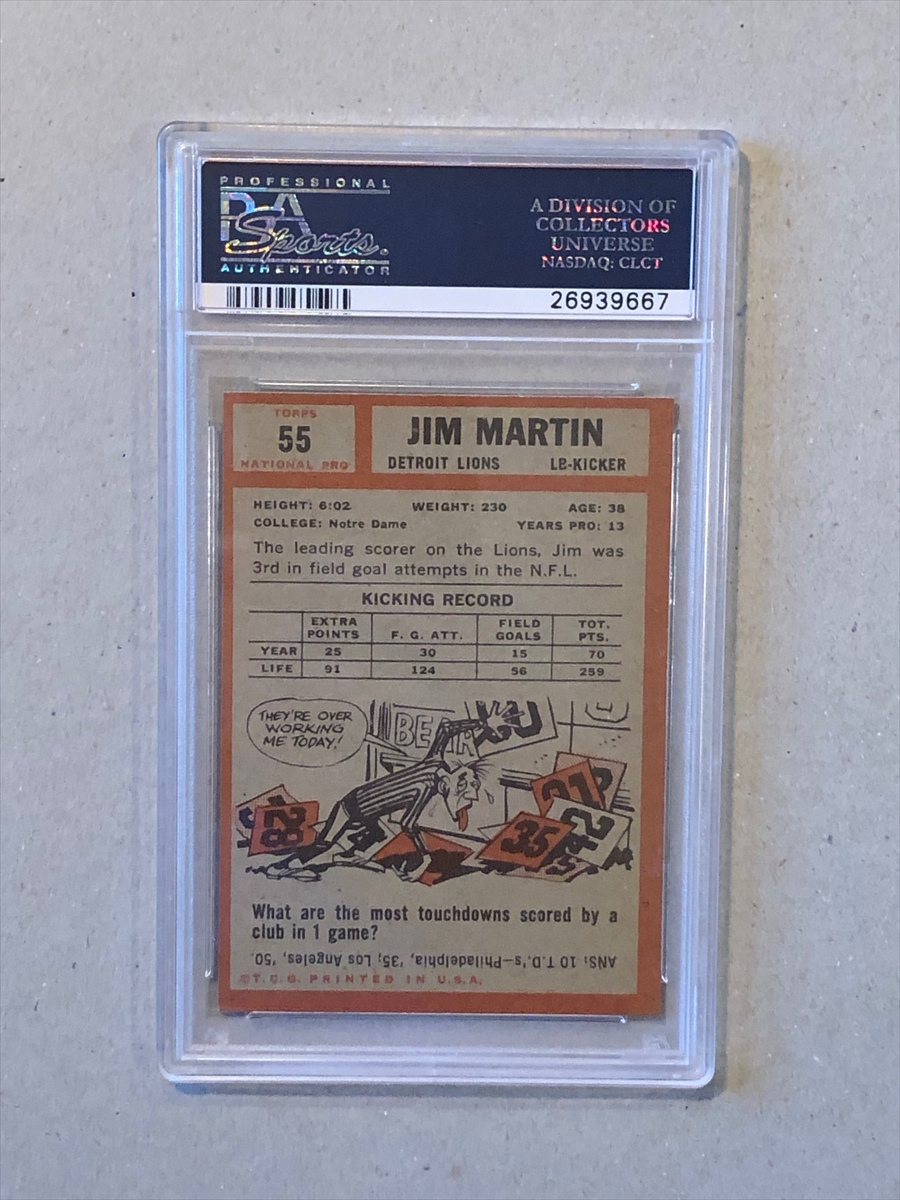 PROFESSIONAL
PSA
Sports.
AUTHENTICATOR
A DIVISION OF
COLLECTORS
UNIVERSE
NASDAQ: CLCT
26939667
TOPPS
55
NATIONAL PRO
JIM MARTIN
DETROIT LIONS LB-KICKER
HEIGHT: 6:02 WEIGHT: 230 AGE: 38
COLLEGE: Notre Dame YEARS PRO: 13
The leading scorer on the Lions, Jim was
3rd in field goal attempts in the N.F.L.
KICKING RECORD
EXTRA POINTS F. G. ATT. FIELD GOALS TOT. PTS.
YEAR 25 30 15 70
LIFE 91 124 56 259
THEY'RE OVER
WORKING
ME TODAY!
BEAR
28
35
42
What are the most touchdowns scored by a
club in 1 game?
ANS: 10 T.D.'s—Philadelphia, '35; Los Angeles, '50.
©T.C.G. PRINTED IN U.S.A.